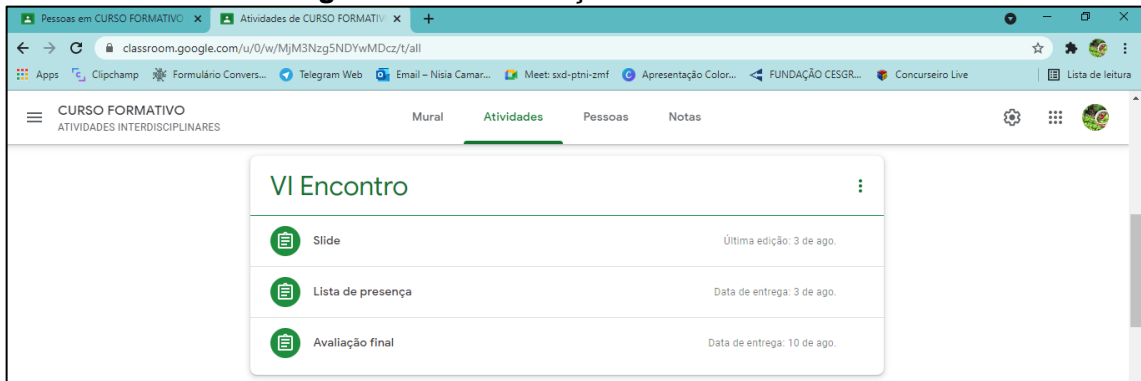 Pessoas em CURSO FORMATIVO
Atividades de CURSO FORMATIV
classroom.google.com/u/0/w/MjM3Nzg5NDYwMDcz/t/all
Apps Clipchamp Formulário Convers... Telegram Web Email – Nisia Camar... Meet: sxd-ptni-zmf Apresentação Color... FUNDAÇÃO CESGR... Concurseiro Live Lista de leitura
CURSO FORMATIVO
ATIVIDADES INTERDISCIPLINARES
Mural Atividades Pessoas Notas
VI Encontro
Slide Última edição: 3 de ago.
Lista de presença Data de entrega: 3 de ago.
Avaliação final Data de entrega: 10 de ago.